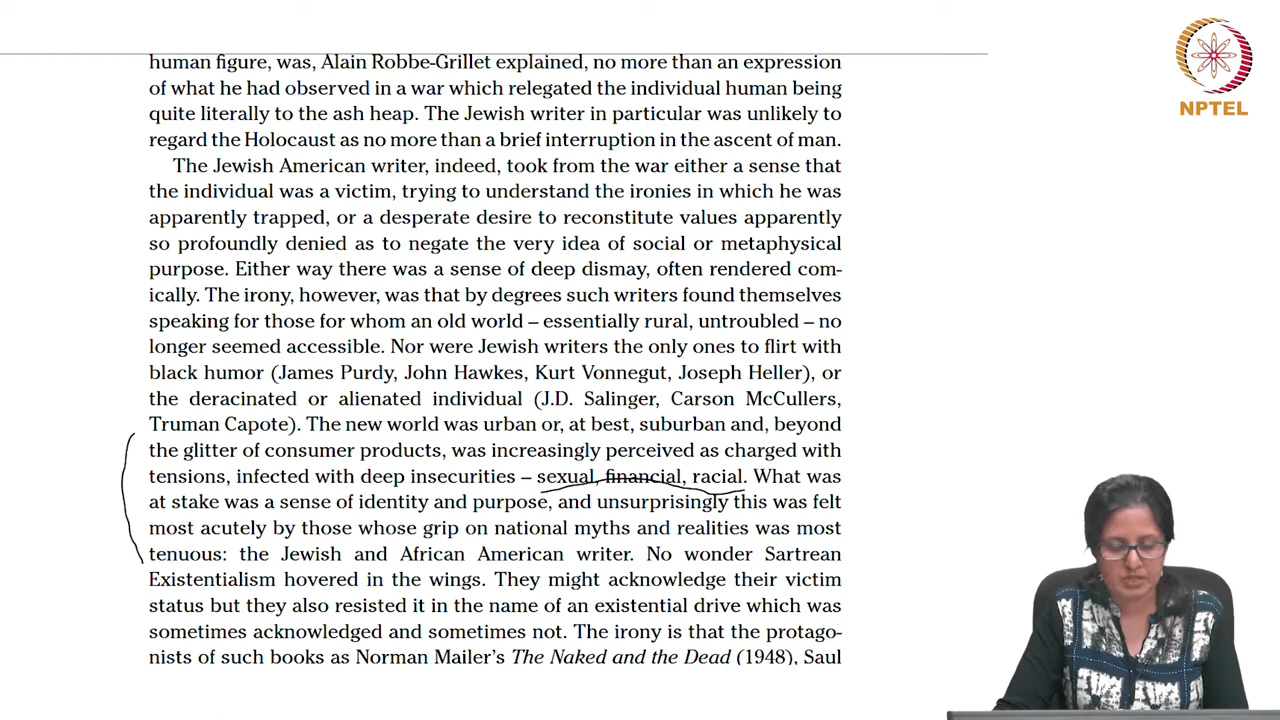 human figure, was, Alain Robbe-Grillet explained, no more than an expression
of what he had observed in a war which relegated the individual human being
quite literally to the ash heap. The Jewish writer in particular was unlikely to
regard the Holocaust as no more than a brief interruption in the ascent of man.
The Jewish American writer, indeed, took from the war either a sense that
the individual was a victim, trying to understand the ironies in which he was
apparently trapped, or a desperate desire to reconstitute values apparently
so profoundly denied as to negate the very idea of social or metaphysical
purpose. Either way there was a sense of deep dismay, often rendered com-
ically. The irony, however, was that by degrees such writers found themselves
speaking for those for whom an old world – essentially rural, untroubled – no
longer seemed accessible. Nor were Jewish writers the only ones to flirt with
black humor (James Purdy, John Hawkes, Kurt Vonnegut, Joseph Heller), or
the deracinated or alienated individual (J.D. Salinger, Carson McCullers,
Truman Capote). The new world was urban or, at best, suburban and, beyond
the glitter of consumer products, was increasingly perceived as charged with
tensions, infected with deep insecurities – sexual, financial, racial. What was
at stake was a sense of identity and purpose, and unsurprisingly this was felt
most acutely by those whose grip on national myths and realities was most
tenuous: the Jewish and African American writer. No wonder Sartrean
Existentialism hovered in the wings. They might acknowledge their victim
status but they also resisted it in the name of an existential drive which was
sometimes acknowledged and sometimes not. The irony is that the protago-
nists of such books as Norman Mailer's The Naked and the Dead (1948), Saul
NPTEL